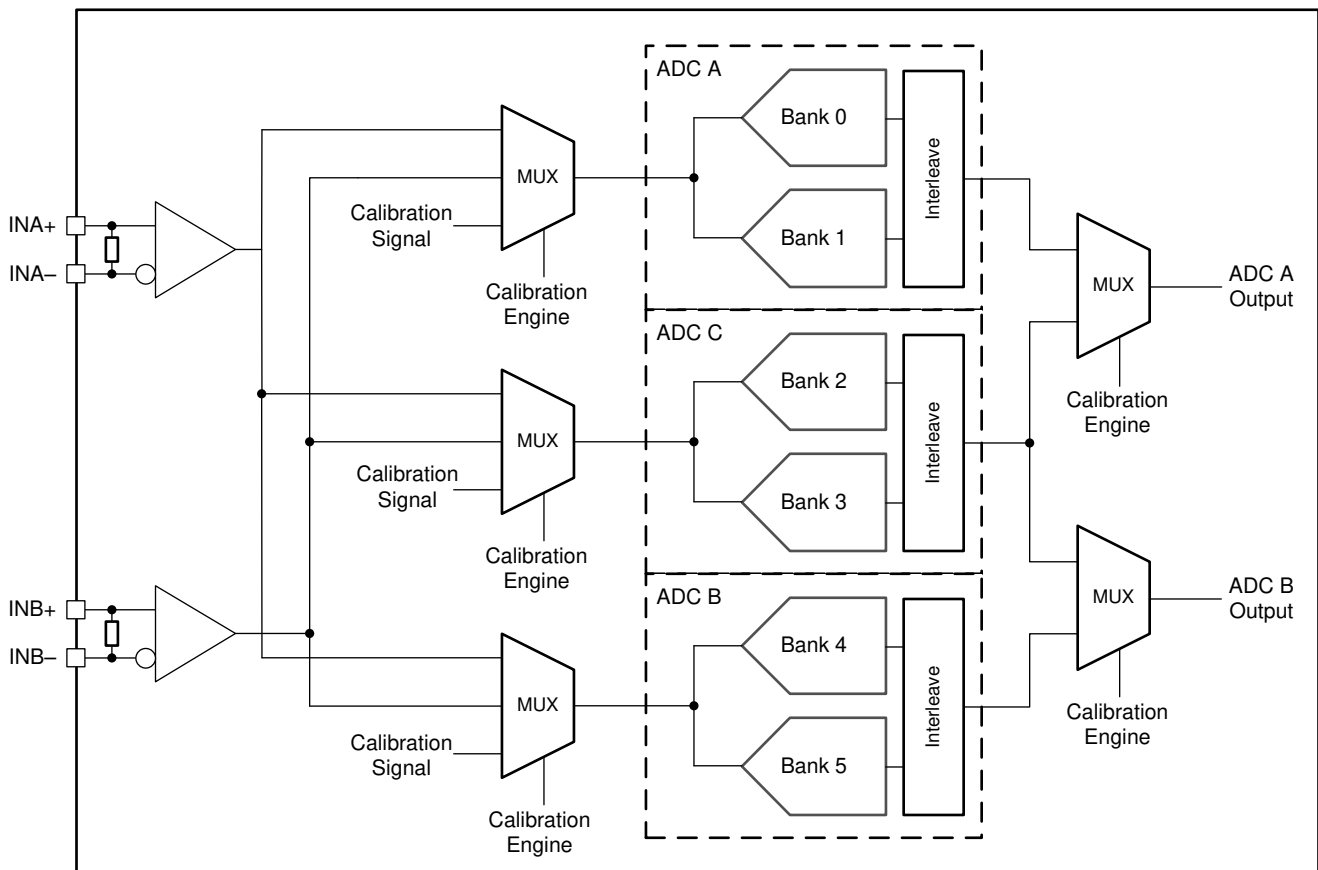 ADC A
Bank 0
Bank 1
Interleave
MUX
Calibration
Signal
Calibration
Engine
INA+
INA–
MUX
ADC A
Output
Calibration
Engine
ADC C
Bank 2
Bank 3
Interleave
MUX
Calibration
Signal
Calibration
Engine
INB+
INB–
MUX
ADC B
Output
Calibration
Engine
ADC B
Bank 4
Bank 5
Interleave
MUX
Calibration
Signal
Calibration
Engine